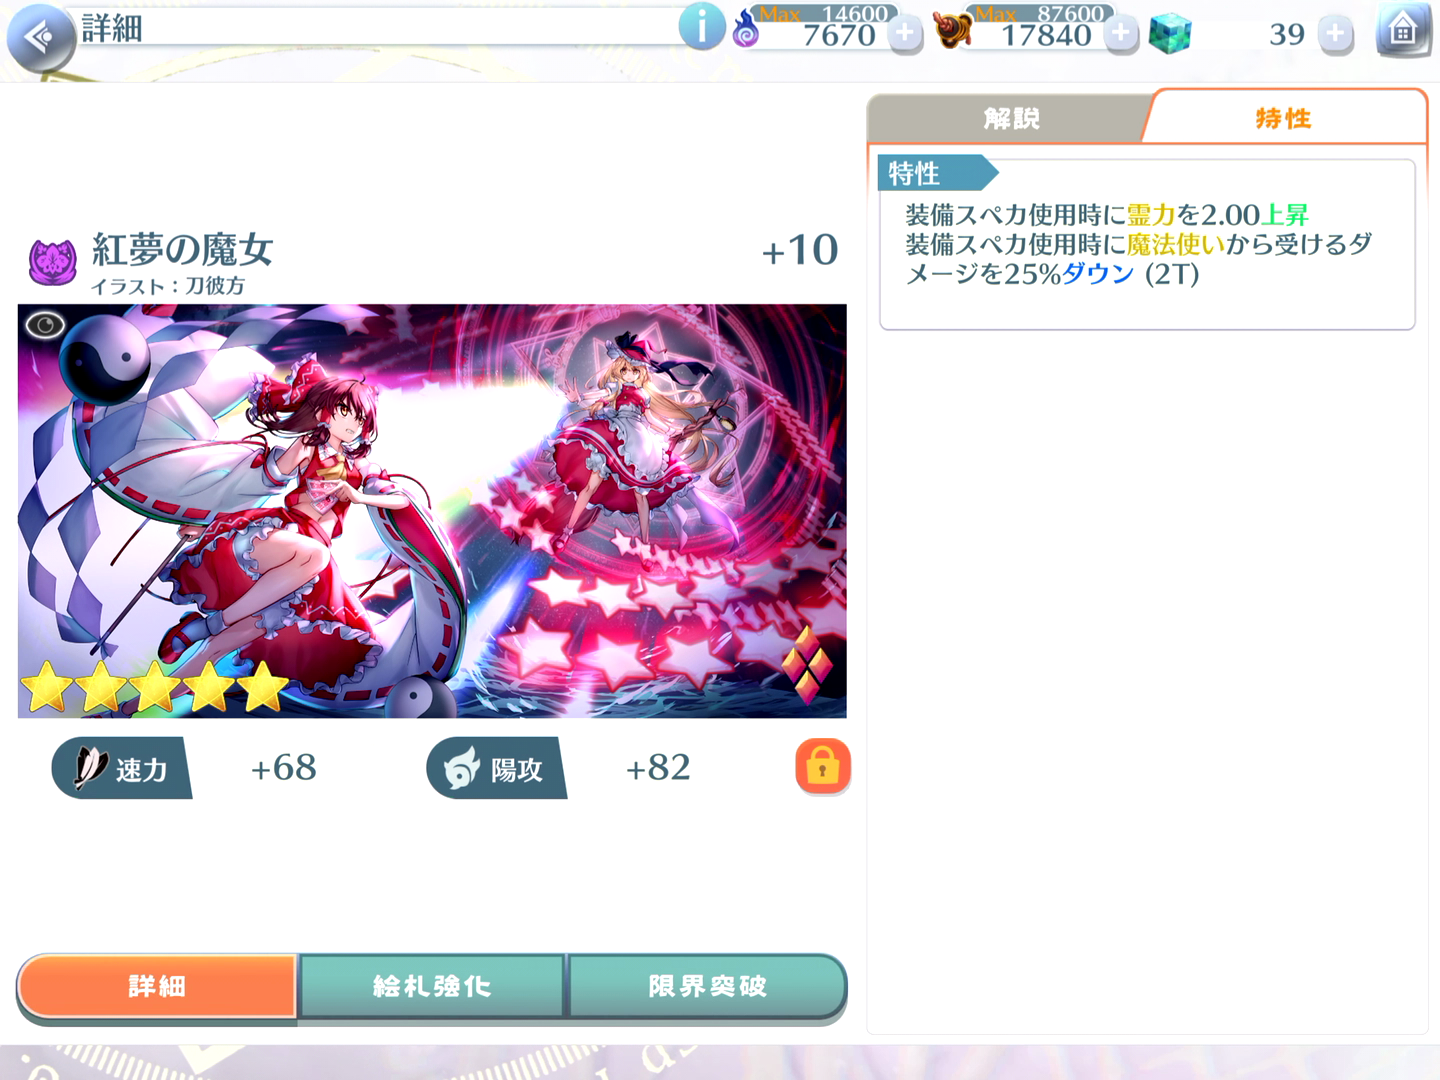 詳細
i
Max 14600
7670
Max 87600
17840
39
解説
特性
特性
装備スペカ使用時に霊力を2.00上昇
装備スペカ使用時に魔法使いから受けるダ
メージを25%ダウン (2T)
紅夢の魔女
+10
イラスト：刀彼方
速力
+68
陽攻
+82
詳細
絵札強化
限界突破